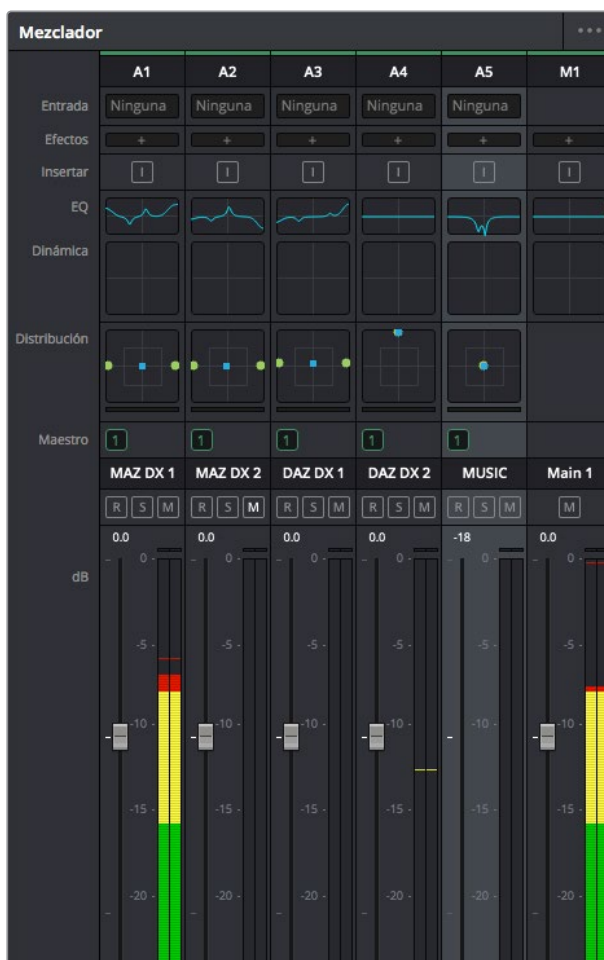 Mezclador
A1 A2 A3 A4 A5 M1
Entrada Ninguna Ninguna Ninguna Ninguna Ninguna
Efectos + + + + + +
Insertar I I I I I I
EQ
Dinámica
Distribución
Maestro 1 1 1 1 1
MAZ DX 1 MAZ DX 2 DAZ DX 1 DAZ DX 2 MUSIC Main 1
R S M R S M R S M R S M R S M M
0.0 0.0 0.0 0.0 -18 0.0
0 0 0 0 0 0
dB
-5 -5 -5 -5 -5 -5
-10 -10 -10 -10 -10 -10
-15 -15 -15 -15 -15 -15
-20 -20 -20 -20 -20 -20